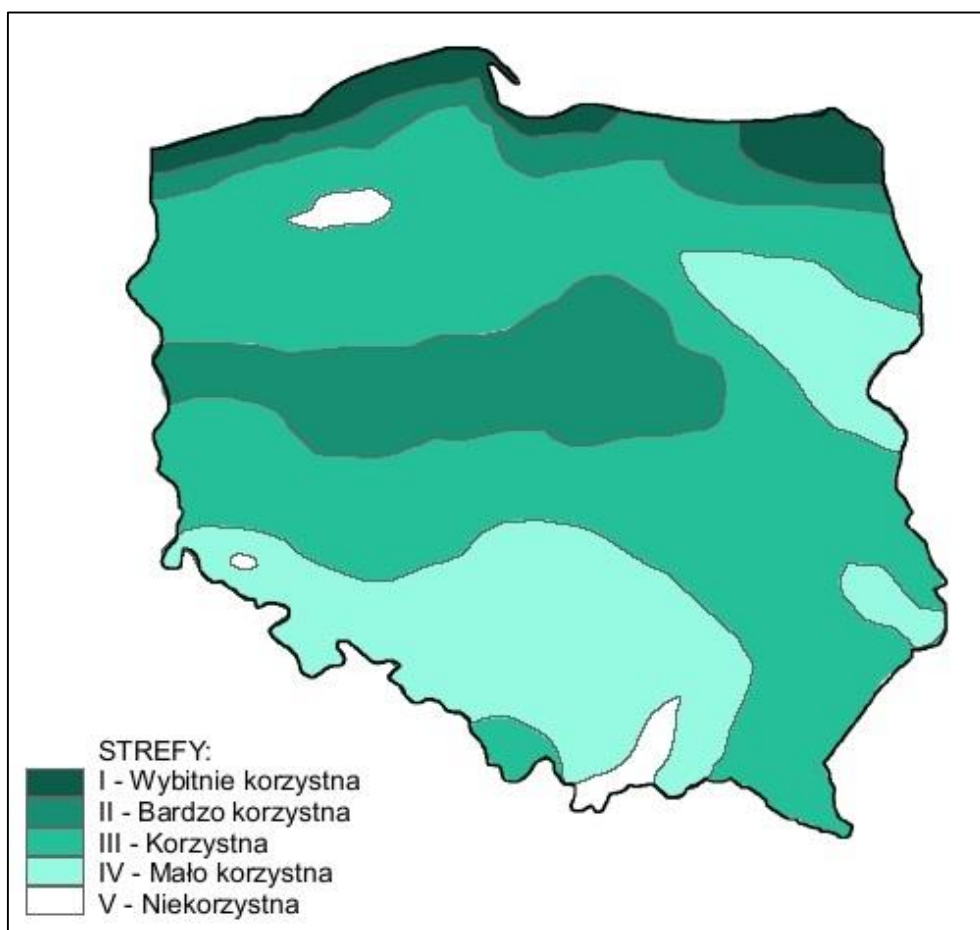 STREFY:
I - Wybitnie korzystna
II - Bardzo korzystna
III - Korzystna
IV - Mało korzystna
V - Niekorzystna